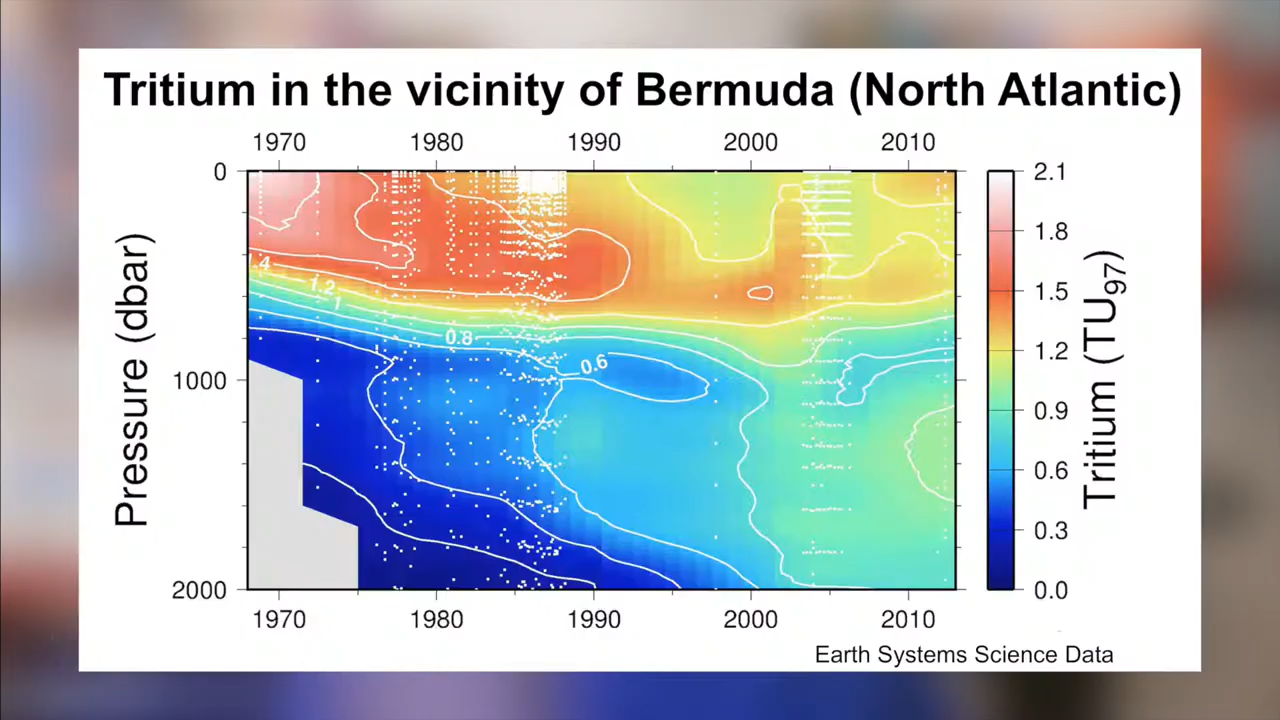 Tritium in the vicinity of Bermuda (North Atlantic)
1970 1980 1990 2000 2010
0
1000
2000
Pressure (dbar)
.4
1.2
1
0.8
0.6
1970 1980 1990 2000 2010
2.1
1.8
1.5
1.2
0.9
0.6
0.3
0.0
Tritium (TU97)
Earth Systems Science Data